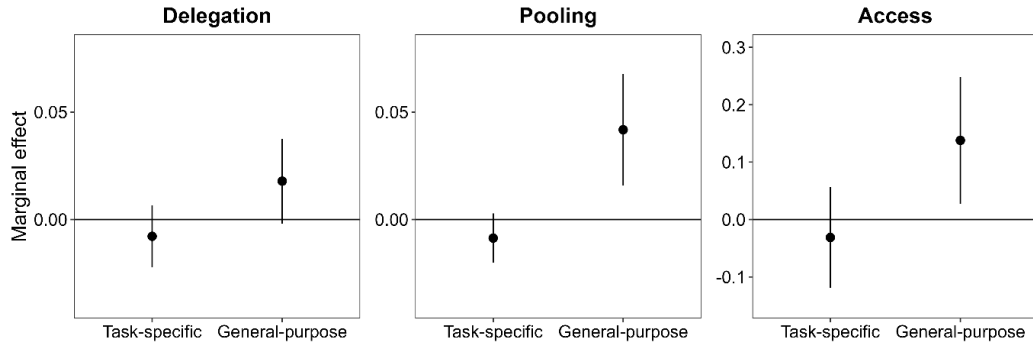 Delegation
Pooling
Access
Marginal effect
0.05
0.00
Task-specific
General-purpose
0.05
0.00
Task-specific
General-purpose
0.3
0.2
0.1
0.0
-0.1
Task-specific
General-purpose